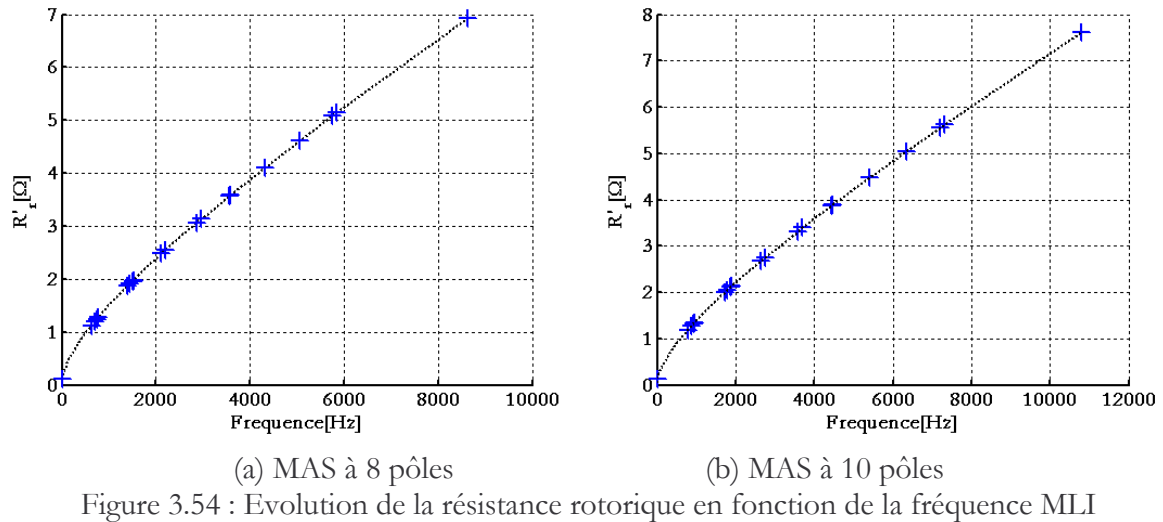 7
6
5
4
3
2
1
0
R'r[Ω]
0 2000 4000 6000 8000 10000
Frequence[Hz]
8
7
6
5
4
3
2
1
0
R'r[Ω]
0 2000 4000 6000 8000 10000 12000
Frequence[Hz]
(a) MAS à 8 pôles
(b) MAS à 10 pôles
Figure 3.54 : Evolution de la résistance rotorique en fonction de la fréquence MLI